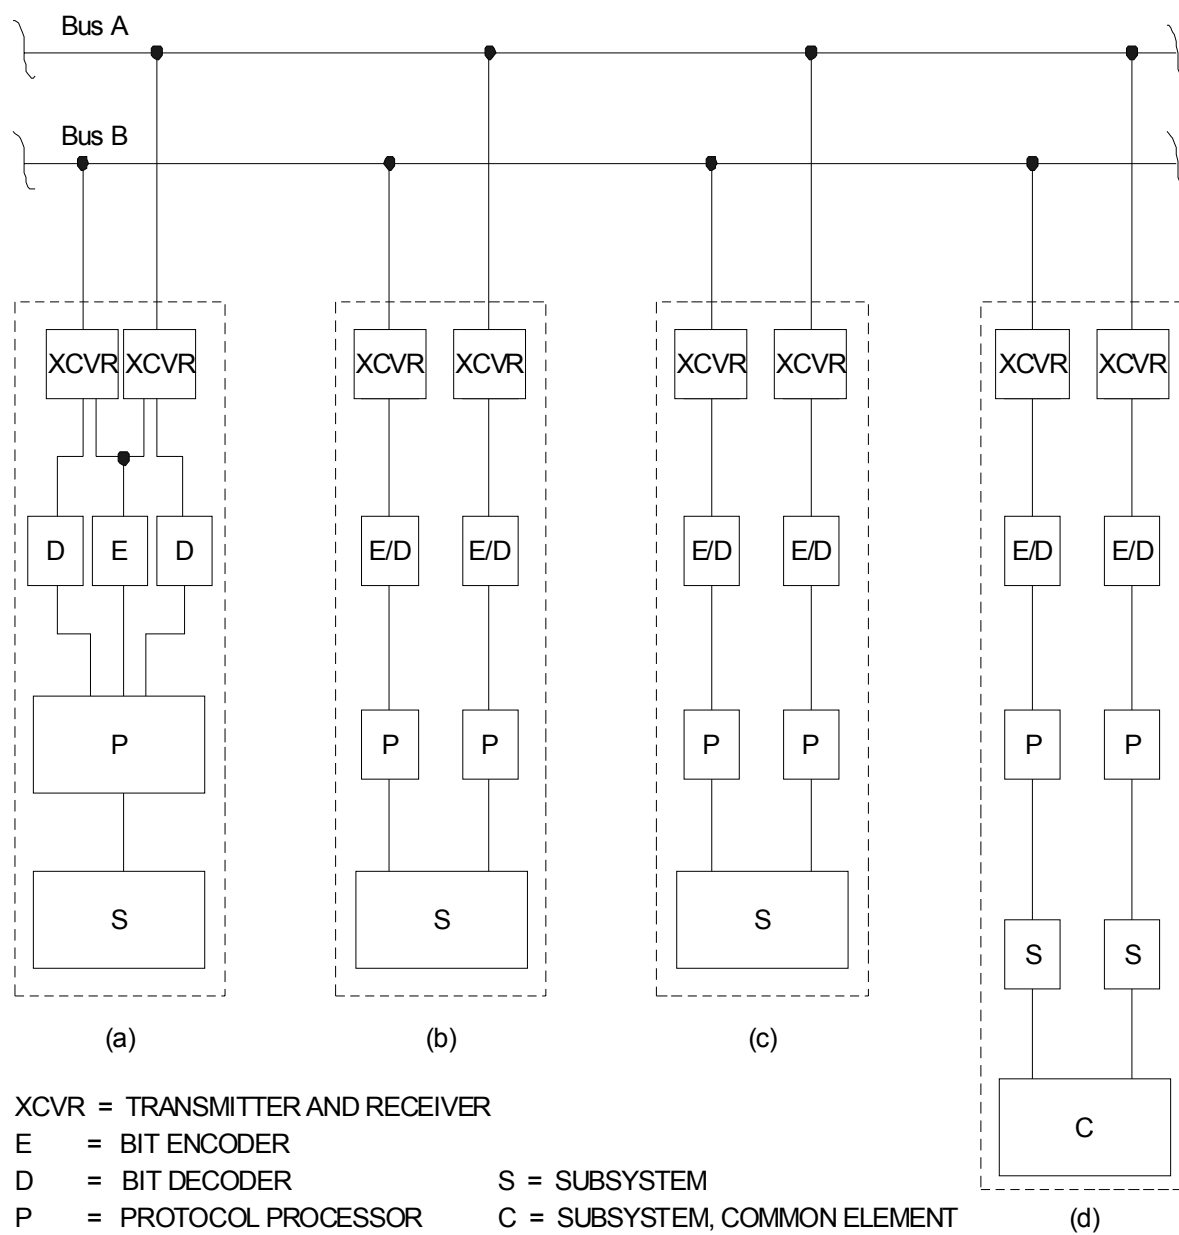 Bus A
Bus B
XCVR XCVR XCVR XCVR XCVR XCVR XCVR XCVR
D E D E/D E/D E/D E/D E/D E/D
P P P P P P P
S S S S S
(a) (b) (c) C
XCVR = TRANSMITTER AND RECEIVER
E = BIT ENCODER
D = BIT DECODER S = SUBSYSTEM
P = PROTOCOL PROCESSOR C = SUBSYSTEM, COMMON ELEMENT (d)